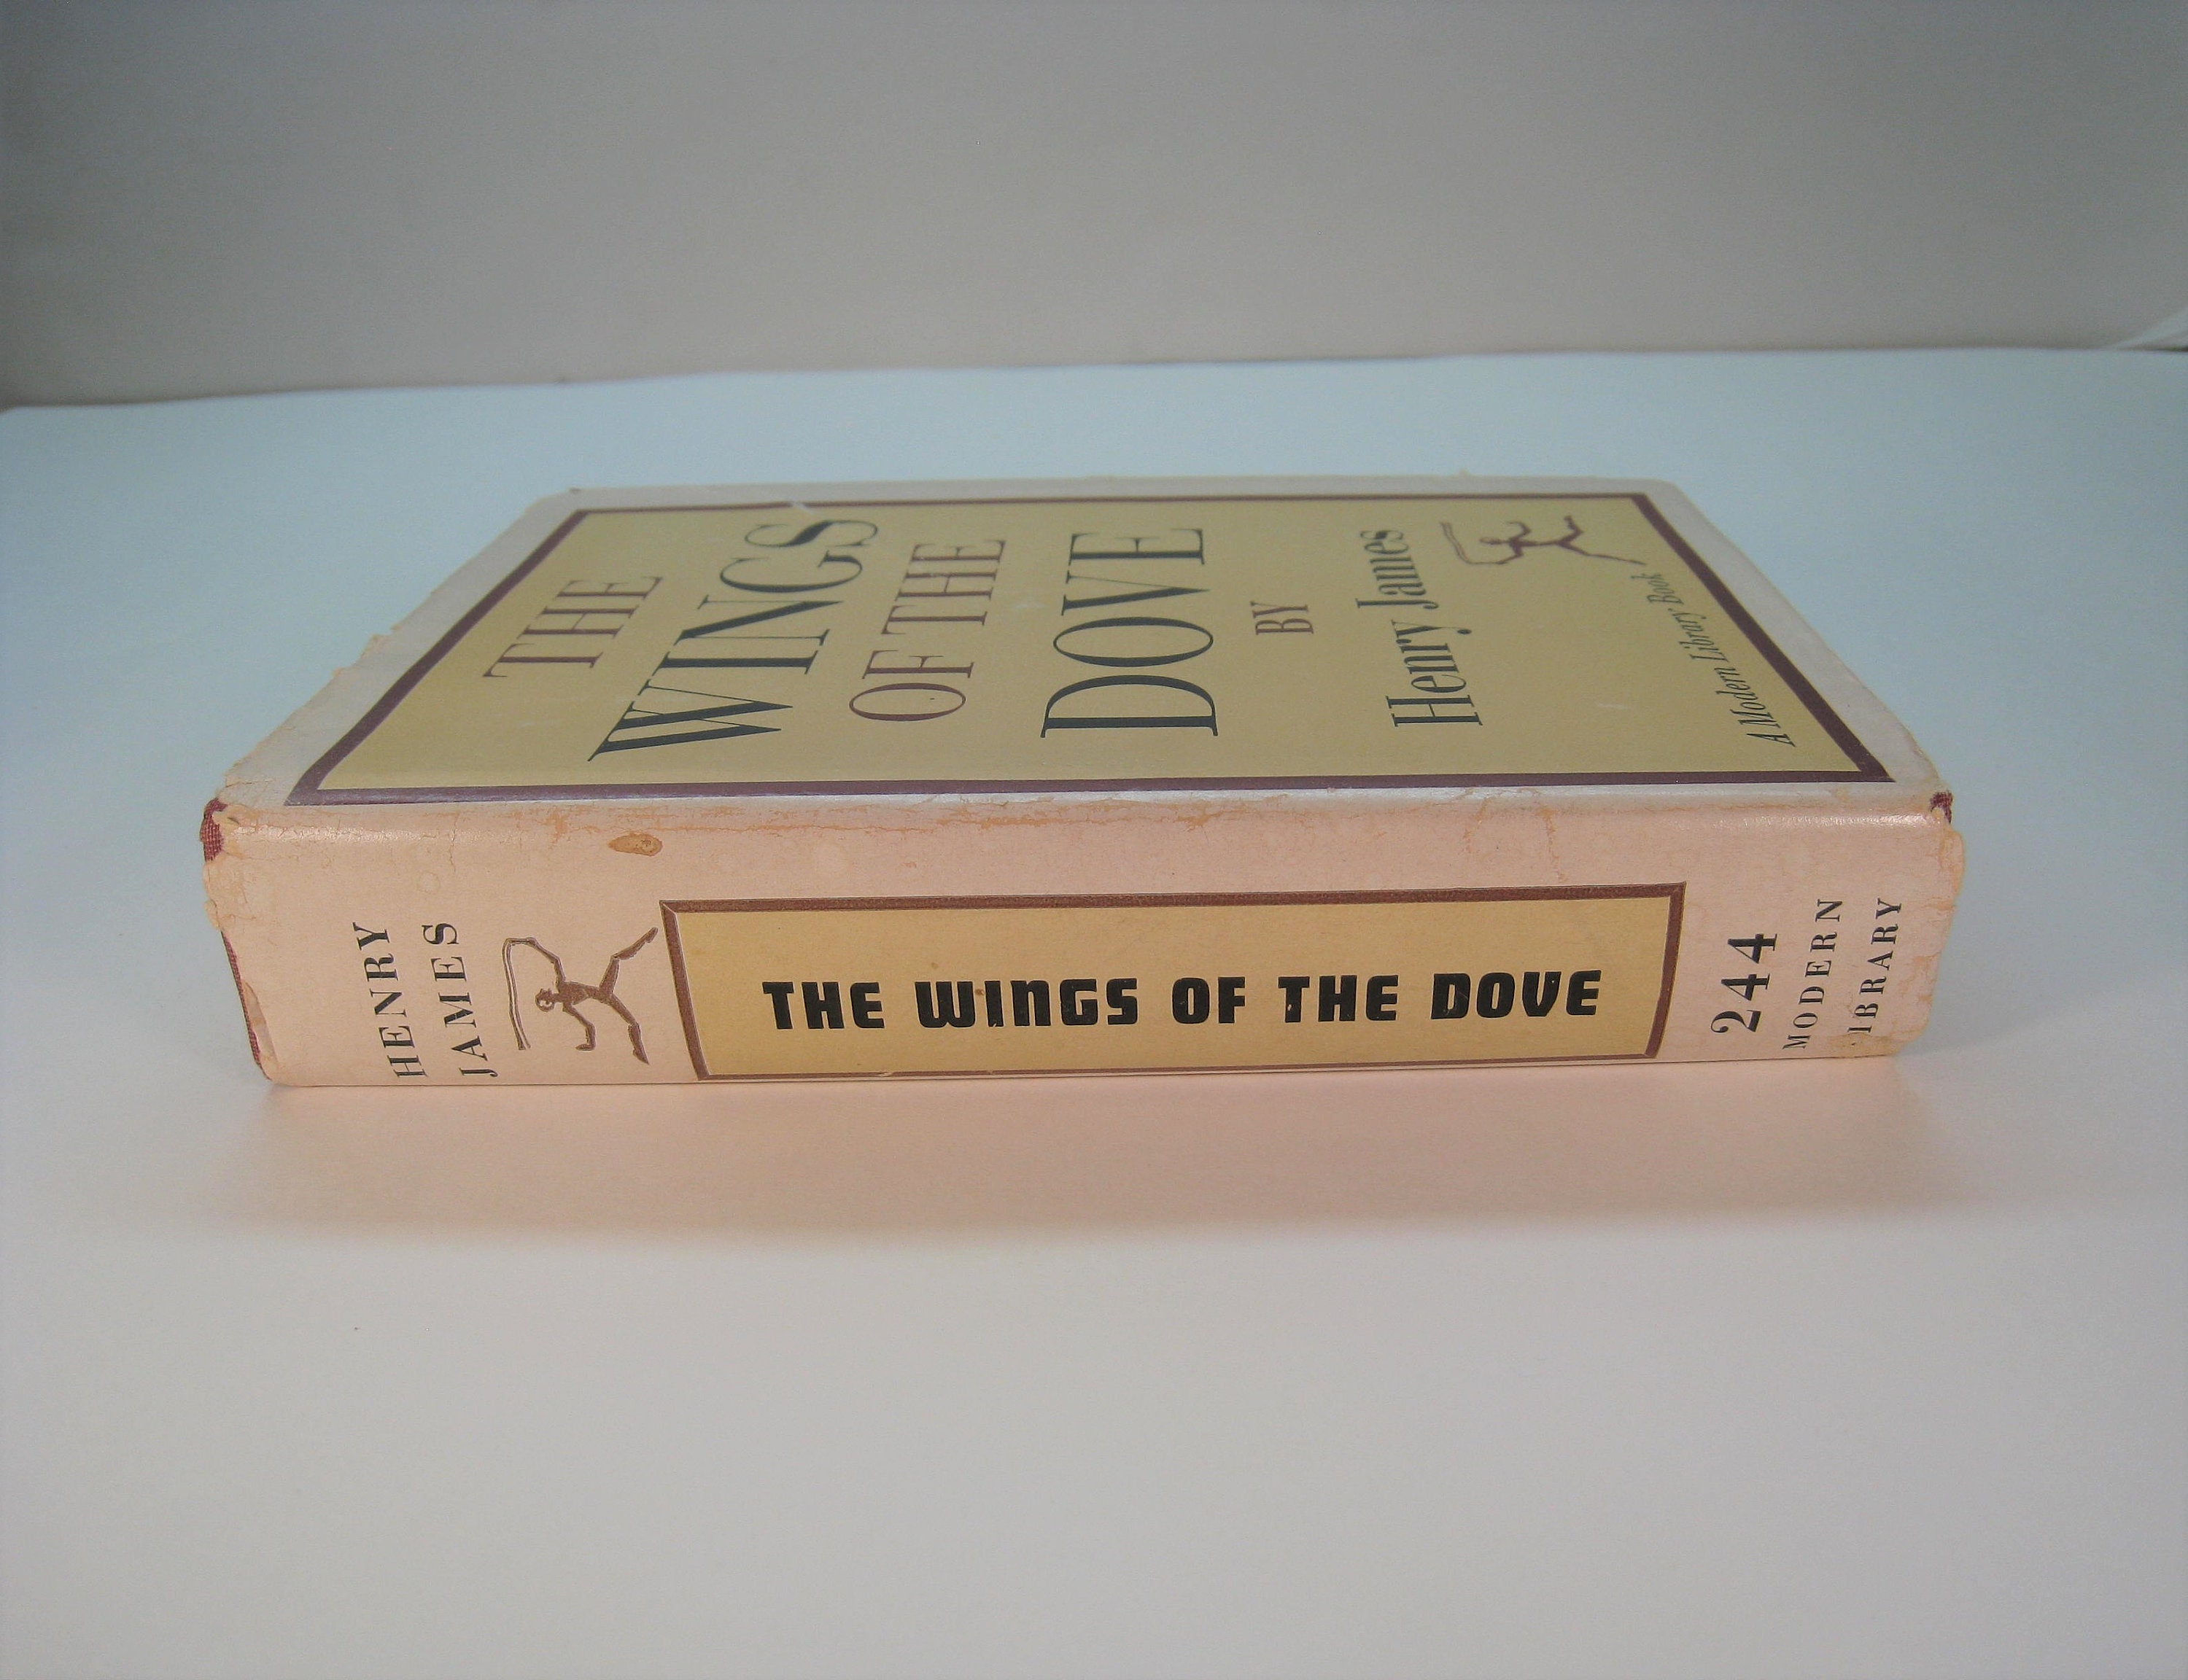 THE
WINGS
OF THE
DOVE
BY
Henry James
A Modern Library Book
HENRY
JAMES
THE WINGS OF THE DOVE
244
MODERN
IBRARY